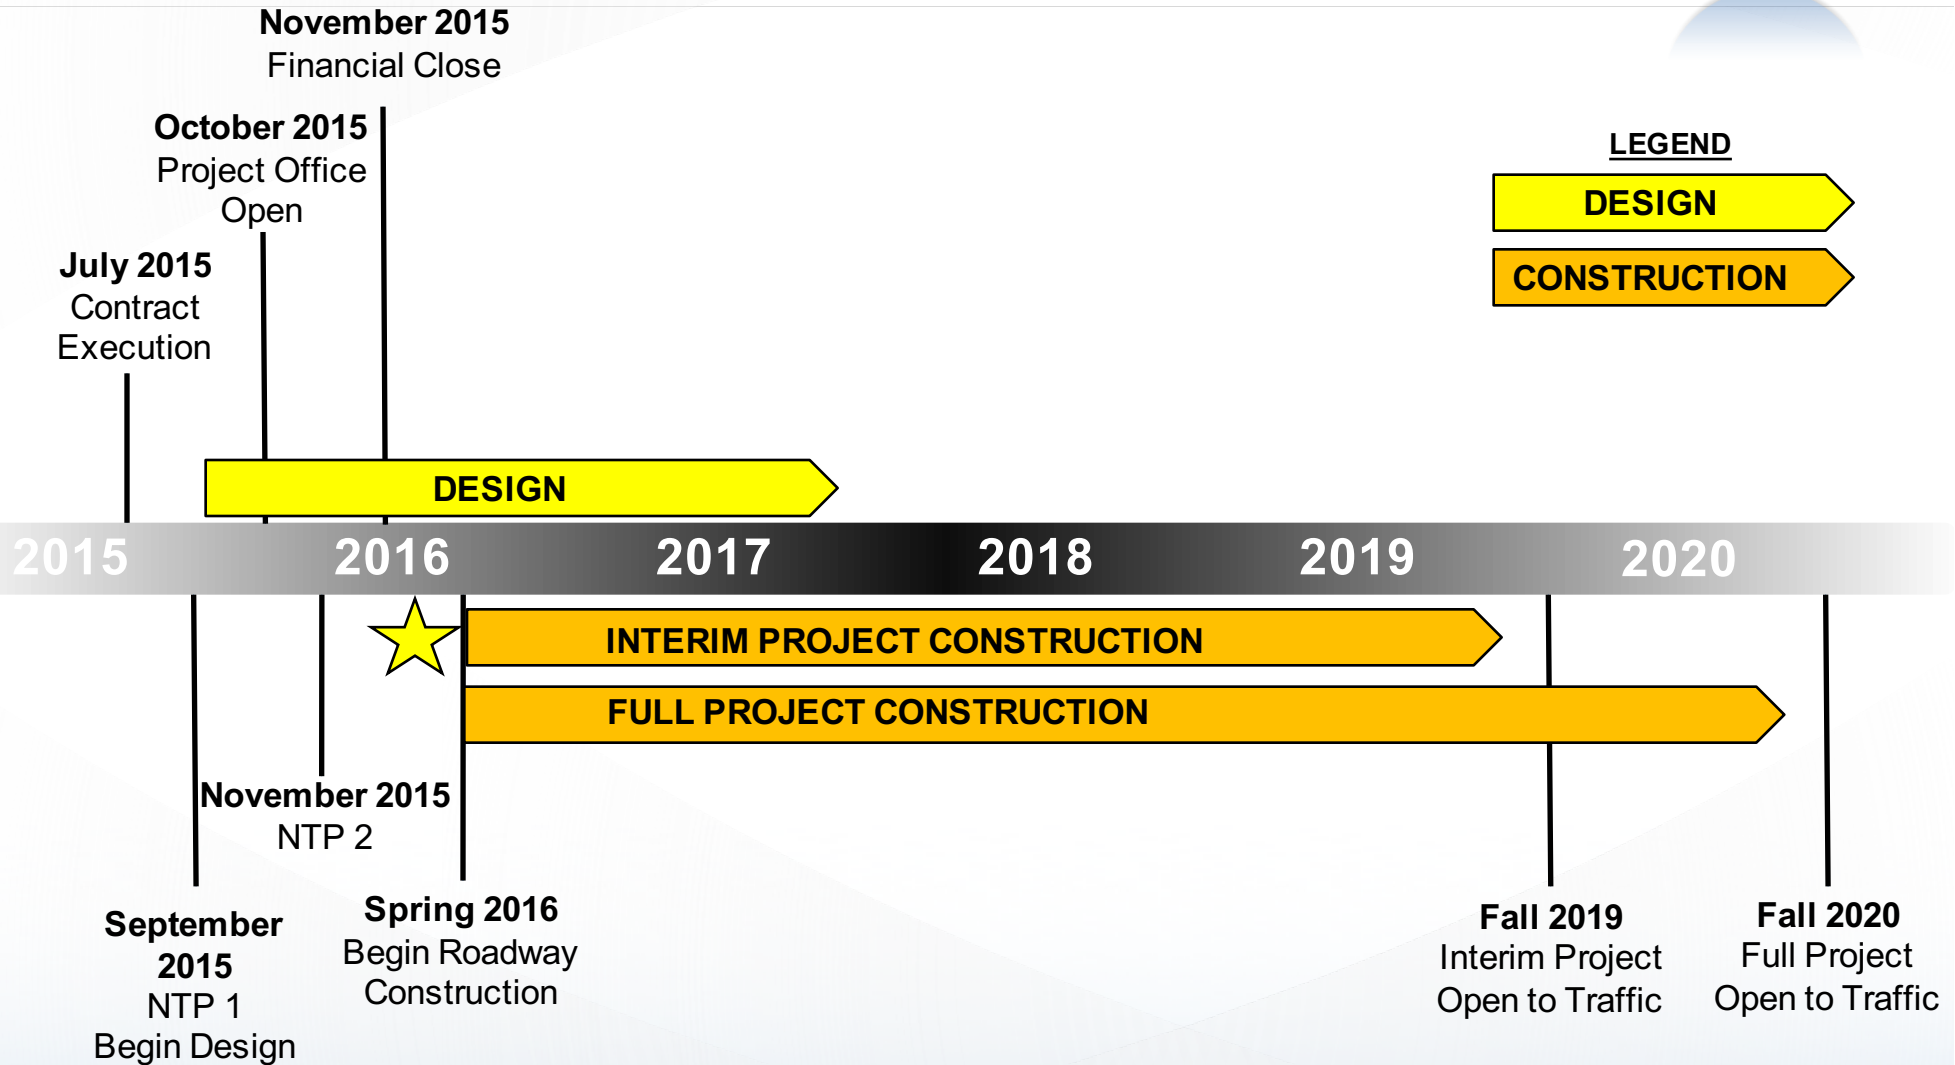 November 2015
Financial Close
October 2015
Project Office
Open
July 2015
Contract
Execution
LEGEND
DESIGN
CONSTRUCTION
DESIGN
2015
2016
2017
2018
2019
2020
INTERIM PROJECT CONSTRUCTION
FULL PROJECT CONSTRUCTION
November 2015
NTP 2
September
2015
NTP 1
Begin Design
Spring 2016
Begin Roadway
Construction
Fall 2019
Interim Project
Open to Traffic
Fall 2020
Full Project
Open to Traffic